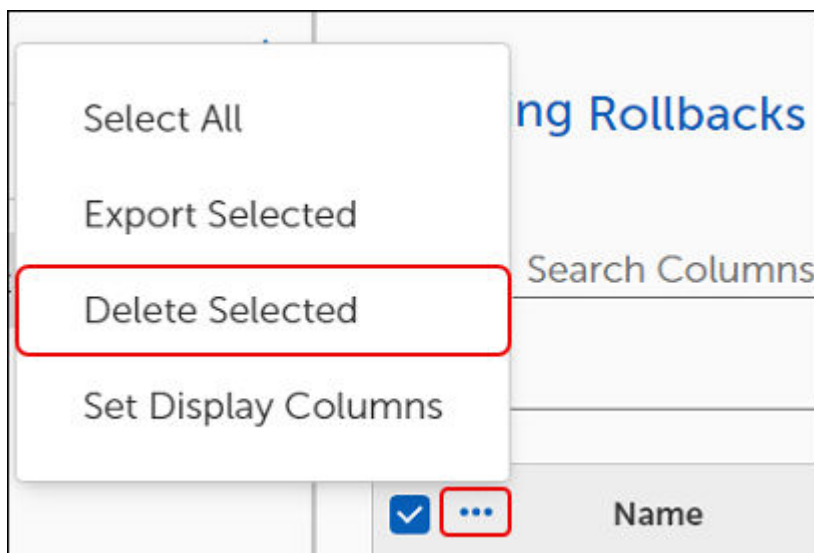 Select All
ng Rollbacks
Export Selected
Search Columns
Delete Selected
Set Display Columns
Name